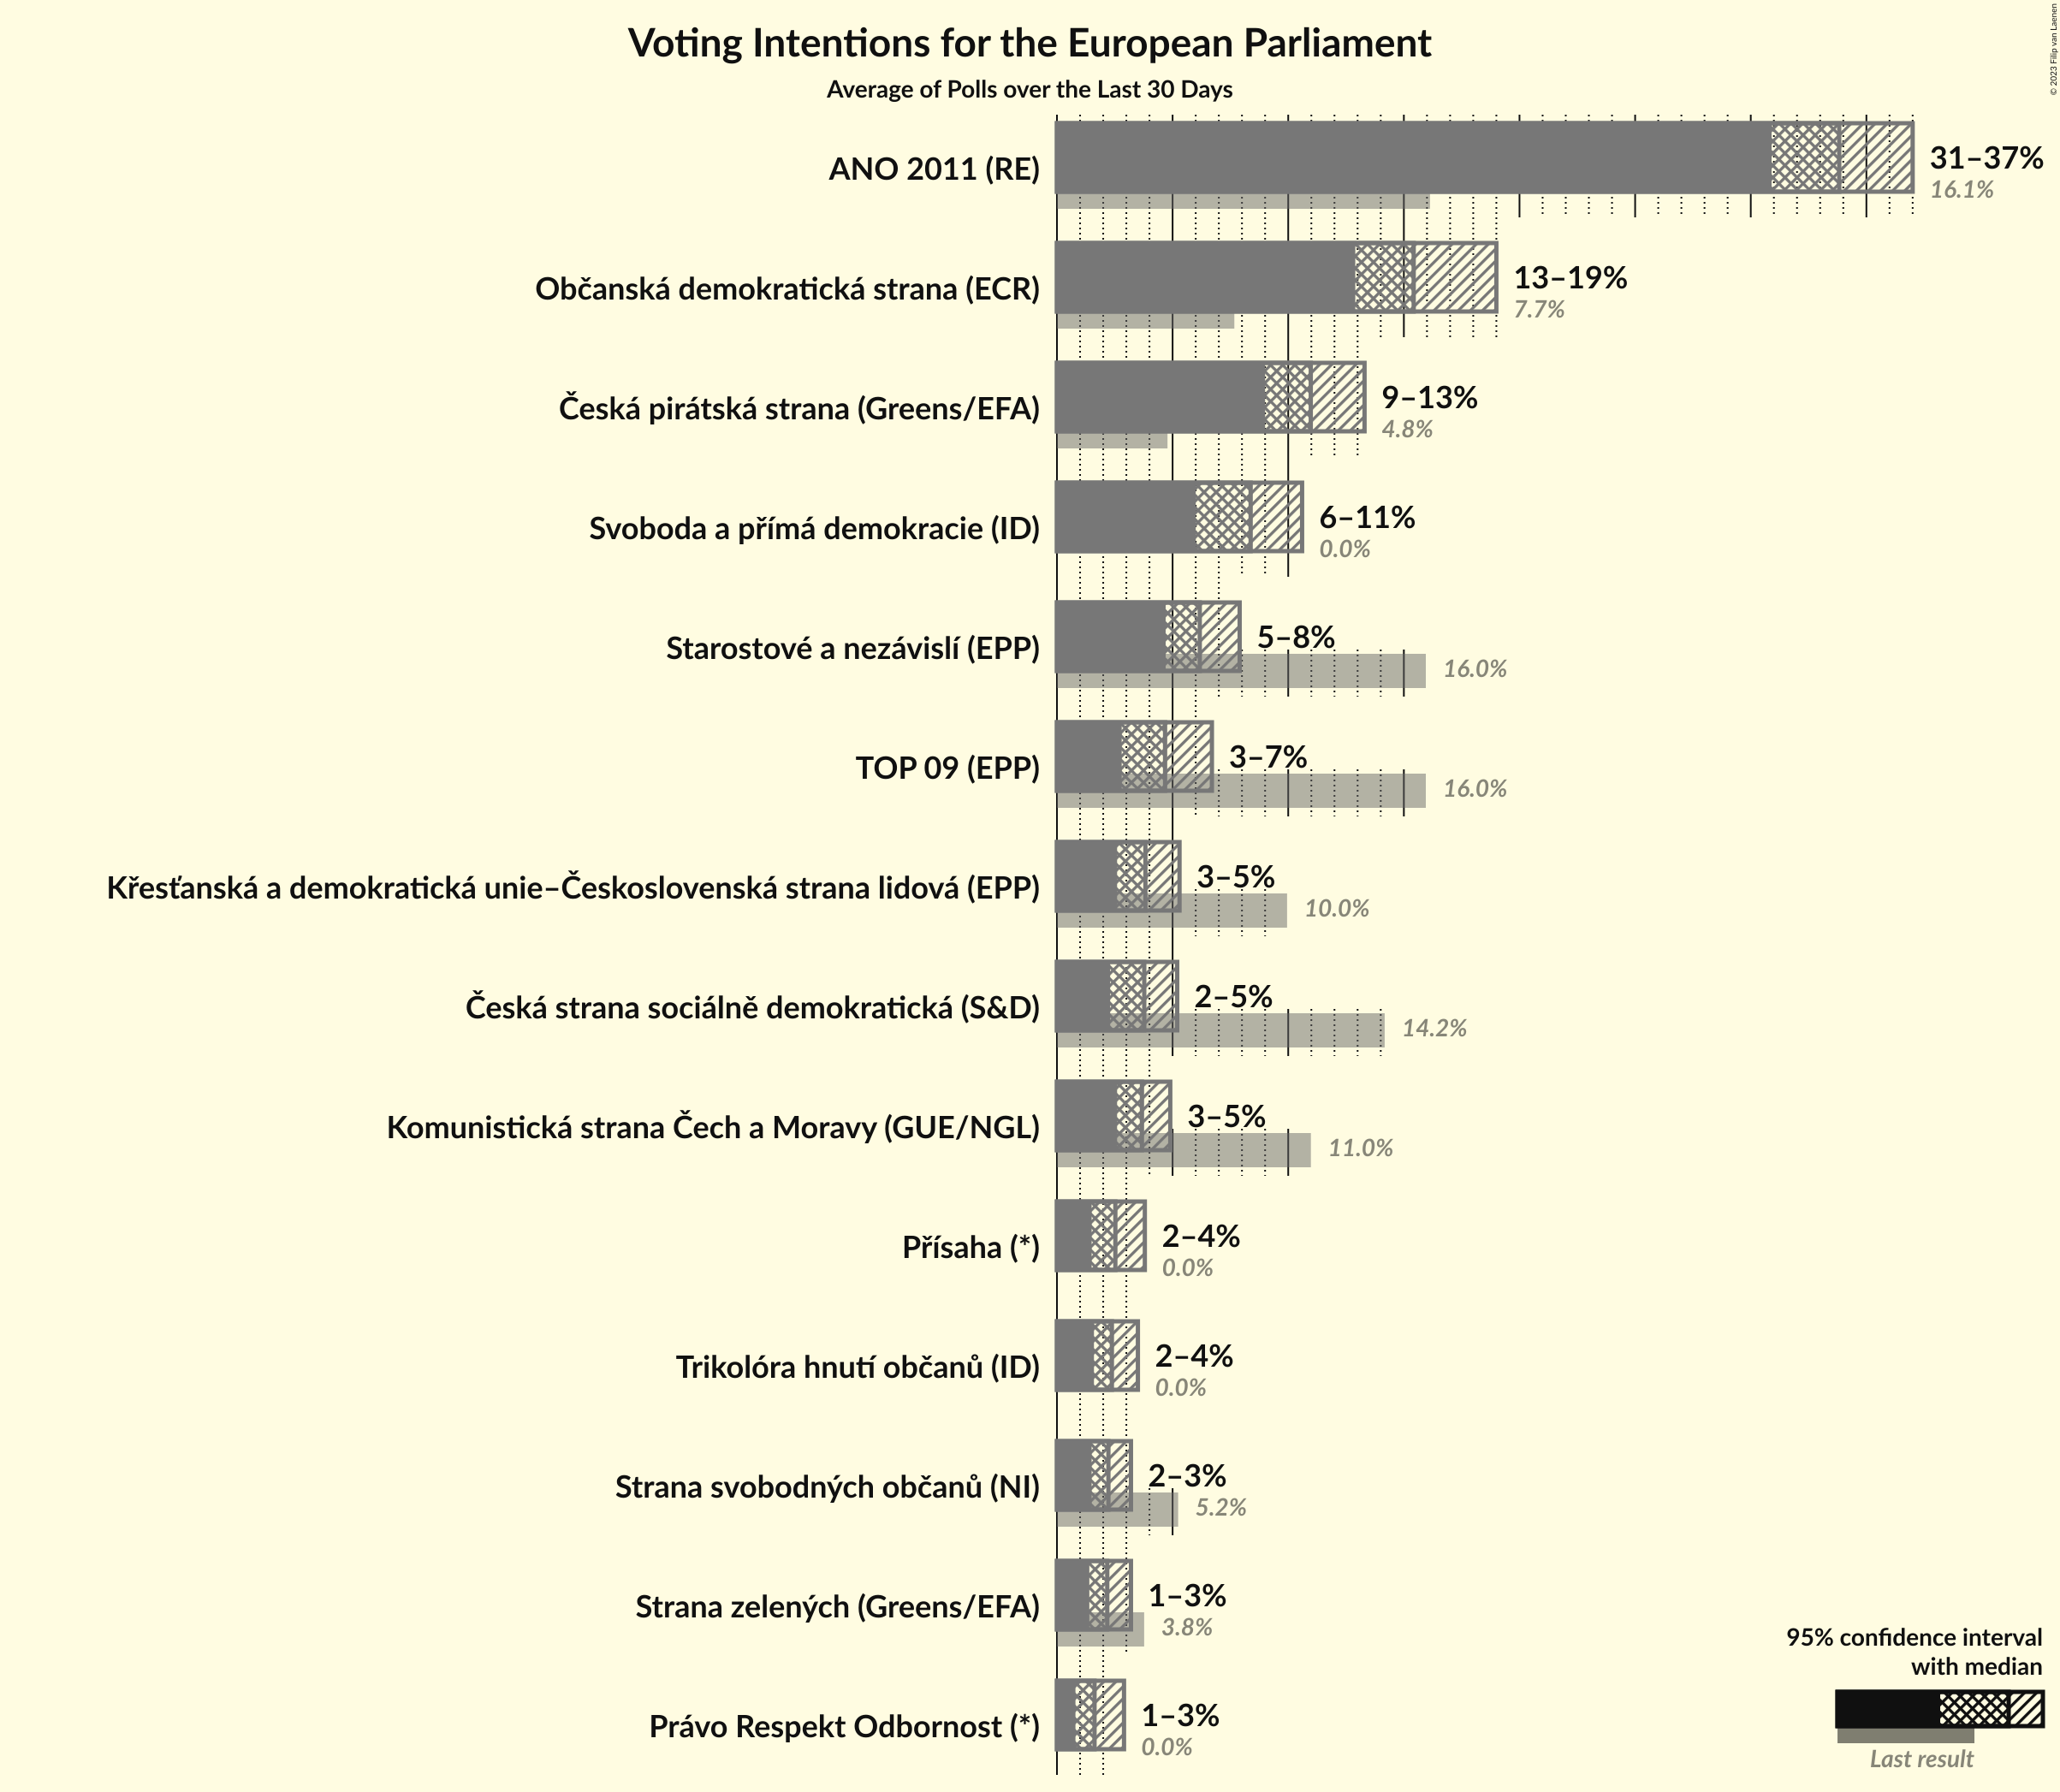 Voting Intentions for the European Parliament
Average of Polls over the Last 30 Days
© 2023 Filip van Laenen
ANO 2011 (RE)
31–37%
16.1%
Občanská demokratická strana (ECR)
13–19%
7.7%
Česká pirátská strana (Greens/EFA)
9–13%
4.8%
Svoboda a přímá demokracie (ID)
6–11%
0.0%
Starostové a nezávislí (EPP)
5–8%
16.0%
TOP 09 (EPP)
3–7%
16.0%
Křesťanská a demokratická unie–Československá strana lidová (EPP)
3–5%
10.0%
Česká strana sociálně demokratická (S&D)
2–5%
14.2%
Komunistická strana Čech a Moravy (GUE/NGL)
3–5%
11.0%
Přísaha (*)
2–4%
0.0%
Trikolóra hnutí občanů (ID)
2–4%
0.0%
Strana svobodných občanů (NI)
2–3%
5.2%
Strana zelených (Greens/EFA)
1–3%
3.8%
Právo Respekt Odbornost (*)
1–3%
0.0%
95% confidence interval
with median
Last result